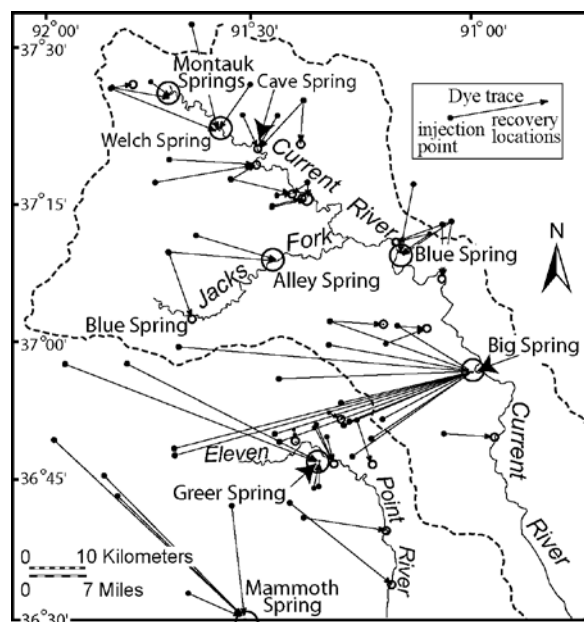 92°00' 91°30' 91°00'
37°30'
Montauk
Springs
Cave Spring
Dye trace
injection
point
recovery
locations
Welch Spring
Current
River
37°15'
N
Fork
Jacks
Blue Spring
Alley Spring
Blue Spring
37°00'
Big Spring
Current
River
Eleven
Point
River
36°45'
Greer Spring
0 10 Kilometers
0 7 Miles
Mammoth
Spring
36°30'